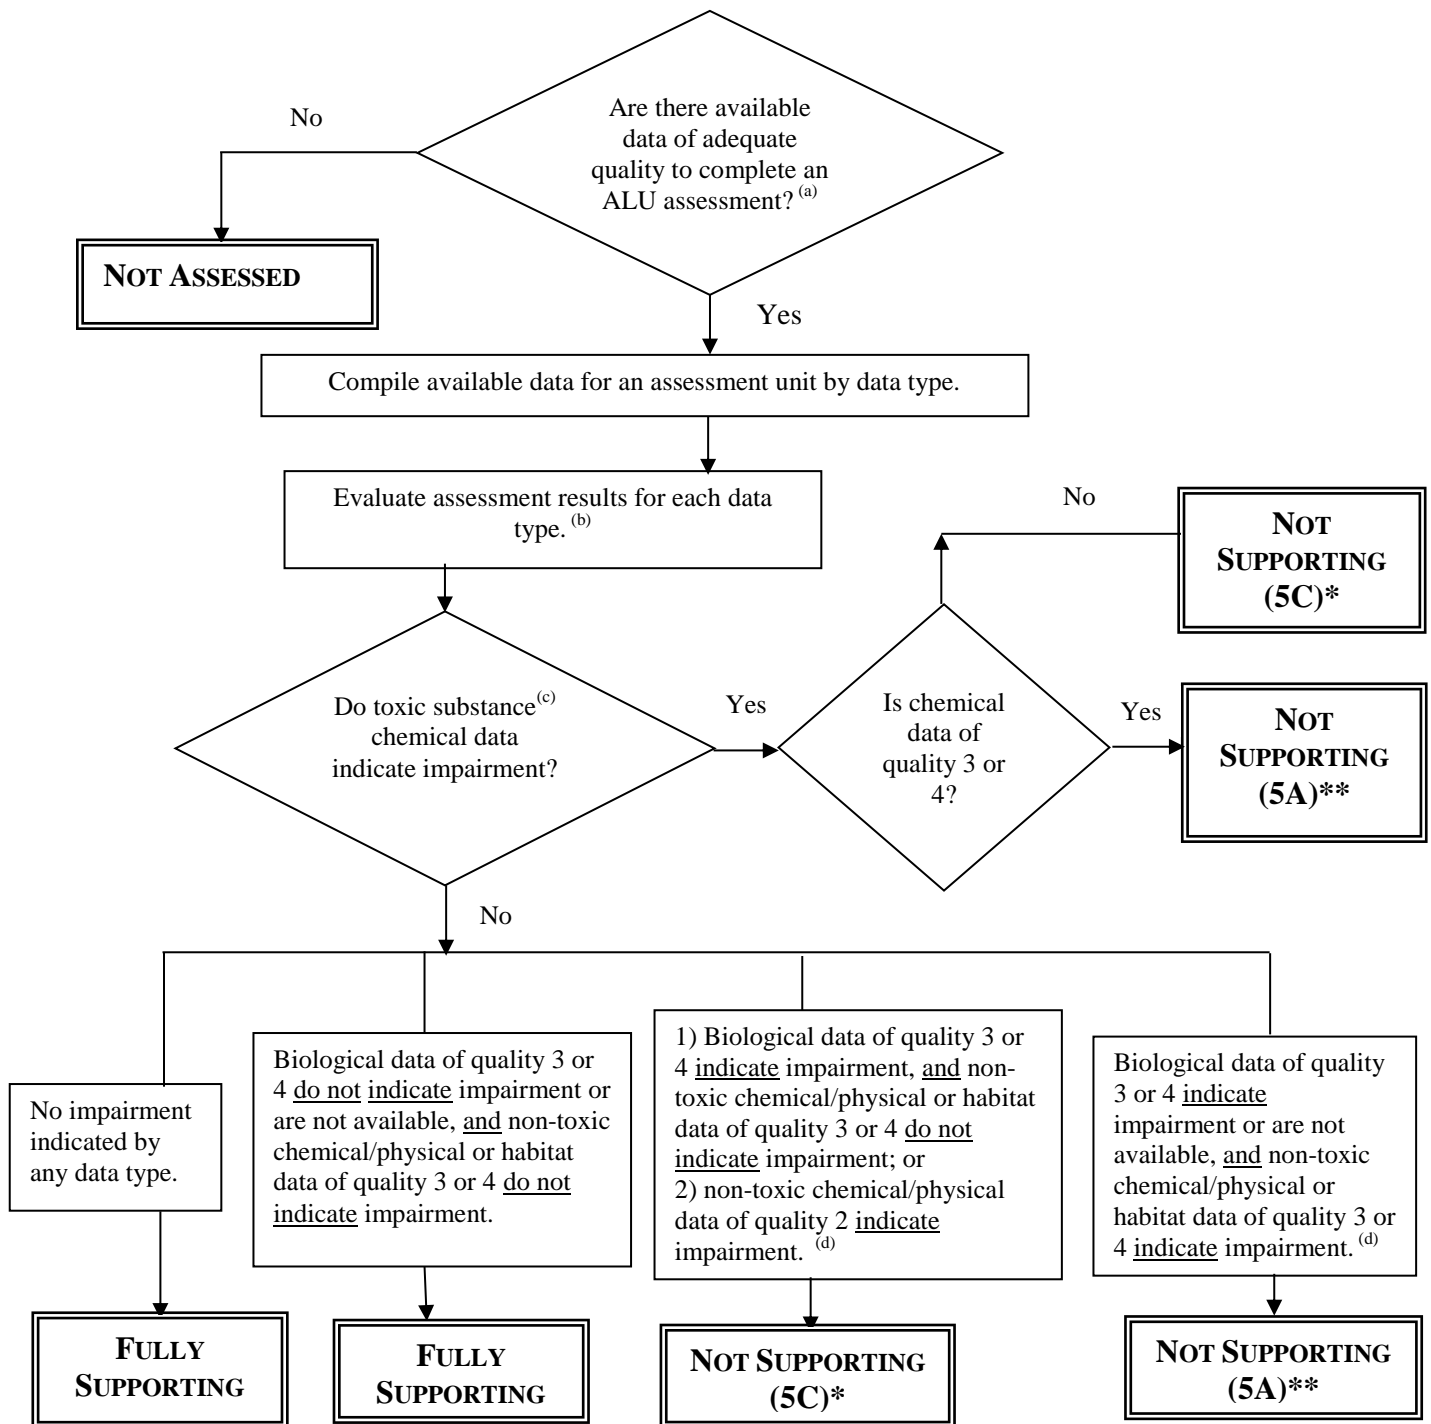 Are there available
data of adequate
quality to complete an
ALU assessment? (a)
No
NOT ASSESSED
Yes
Compile available data for an assessment unit by data type.
Evaluate assessment results for each data
type. (b)
No
NOT
SUPPORTING
(5C)*
Do toxic substance(c)
chemical data
indicate impairment?
Yes
Is chemical
data of
quality 3 or
4?
Yes
NOT
SUPPORTING
(5A)**
No
No impairment
indicated by
any data type.
Biological data of quality 3 or
4 do not indicate impairment or
are not available, and non-toxic
chemical/physical or habitat
data of quality 3 or 4 do not
indicate impairment.
1) Biological data of quality 3 or
4 indicate impairment, and non-
toxic chemical/physical or habitat
data of quality 3 or 4 do not
indicate impairment; or
2) non-toxic chemical/physical
data of quality 2 indicate
impairment. (d)
Biological data of quality
3 or 4 indicate
impairment or are not
available, and non-toxic
chemical/physical or
habitat data of quality 3 or
4 indicate impairment. (d)
FULLY
SUPPORTING
FULLY
SUPPORTING
NOT SUPPORTING
(5C)*
NOT SUPPORTING
(5A)**